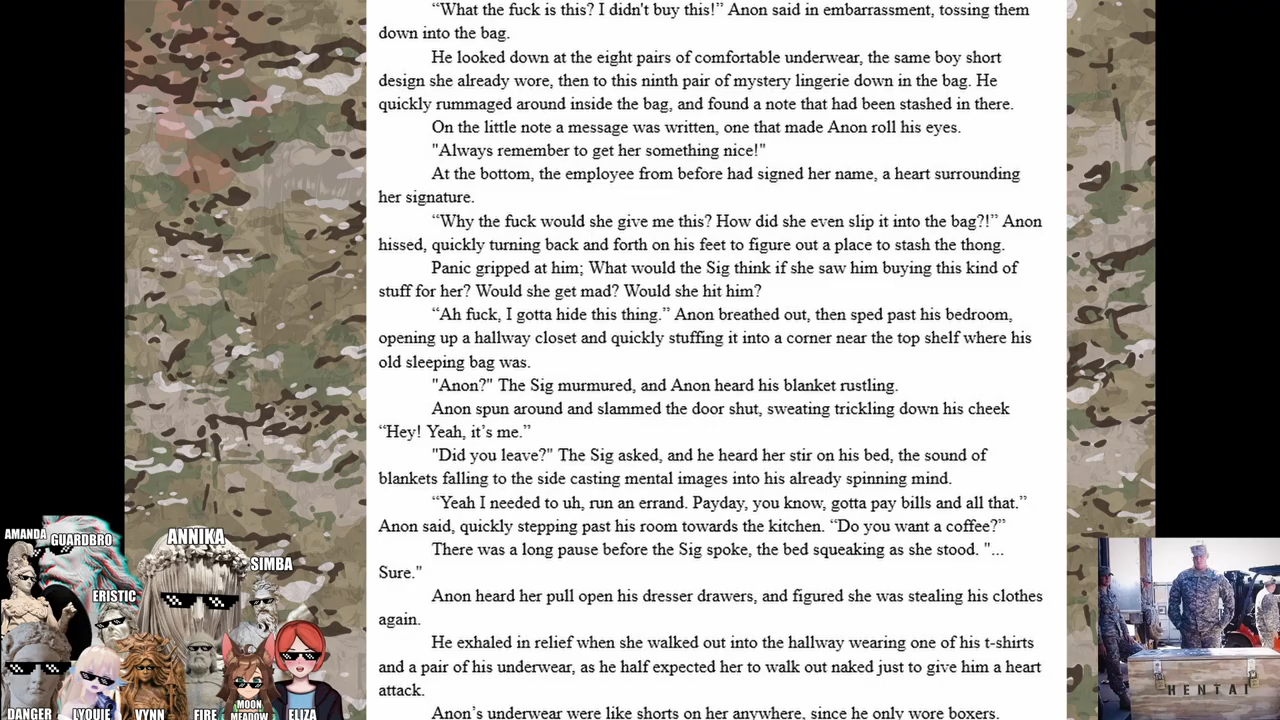 “What the fuck is this? I didn't buy this!” Anon said in embarrassment, tossing them
down into the bag.
He looked down at the eight pairs of comfortable underwear, the same boy short
design she already wore, then to this ninth pair of mystery lingerie down in the bag. He
quickly rummaged around inside the bag, and found a note that had been stashed in there.
On the little note a message was written, one that made Anon roll his eyes.
"Always remember to get her something nice!"
At the bottom, the employee from before had signed her name, a heart surrounding
her signature.
“Why the fuck would she give me this? How did she even slip it into the bag?!” Anon
hissed, quickly turning back and forth on his feet to figure out a place to stash the thong.
Panic gripped at him; What would the Sig think if she saw him buying this kind of
stuff for her? Would she get mad? Would she hit him?
“Ah fuck, I gotta hide this thing.” Anon breathed out, then sped past his bedroom,
opening up a hallway closet and quickly stuffing it into a corner near the top shelf where his
old sleeping bag was.
"Anon?" The Sig murmured, and Anon heard his blanket rustling.
Anon spun around and slammed the door shut, sweating trickling down his cheek
“Hey! Yeah, it’s me.”
"Did you leave?" The Sig asked, and he heard her stir on his bed, the sound of
blankets falling to the side casting mental images into his already spinning mind.
“Yeah I needed to uh, run an errand. Payday, you know, gotta pay bills and all that.”
Anon said, quickly stepping past his room towards the kitchen. “Do you want a coffee?”
There was a long pause before the Sig spoke, the bed squeaking as she stood. "...
Sure."
Anon heard her pull open his dresser drawers, and figured she was stealing his clothes
again.
He exhaled in relief when she walked out into the hallway wearing one of his t-shirts
and a pair of his underwear, as he half expected her to walk out naked just to give him a heart
attack.
Anon’s underwear were like shorts on her anywhere, since he only wore boxers.
AMANDA
GUARDBRO
ANNIKA
SIMBA
ERISTIC
DANGER
LYQUIE
VYNN
FIRE
MOON
MEADOW
ELIZA
HENTAI